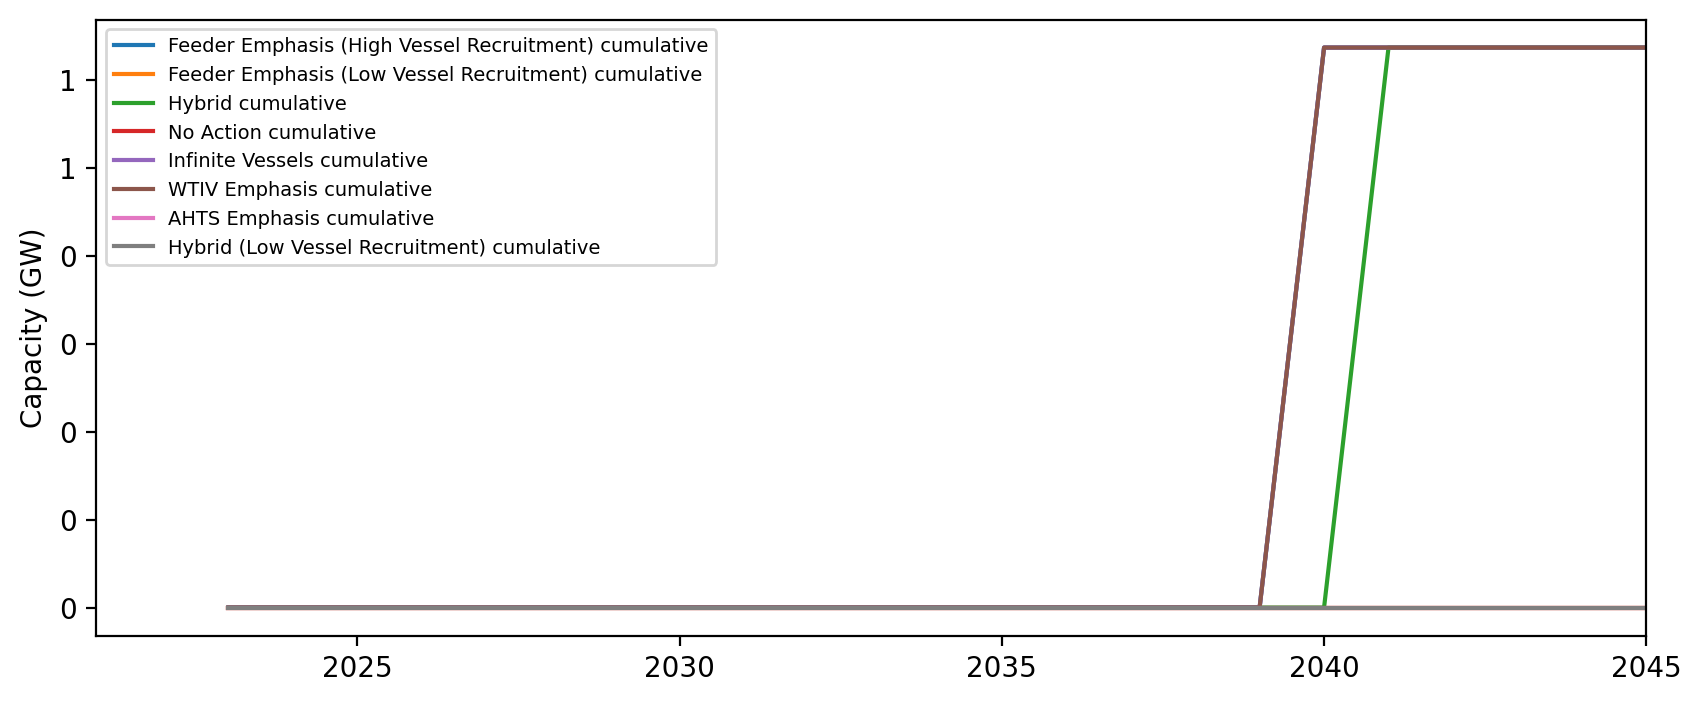 Feeder Emphasis (High Vessel Recruitment) cumulative
Feeder Emphasis (Low Vessel Recruitment) cumulative
Hybrid cumulative
No Action cumulative
Infinite Vessels cumulative
WTIV Emphasis cumulative
AHTS Emphasis cumulative
Hybrid (Low Vessel Recruitment) cumulative
Capacity (GW)
1
1
0
0
0
0
0
2025 2030 2035 2040 2045